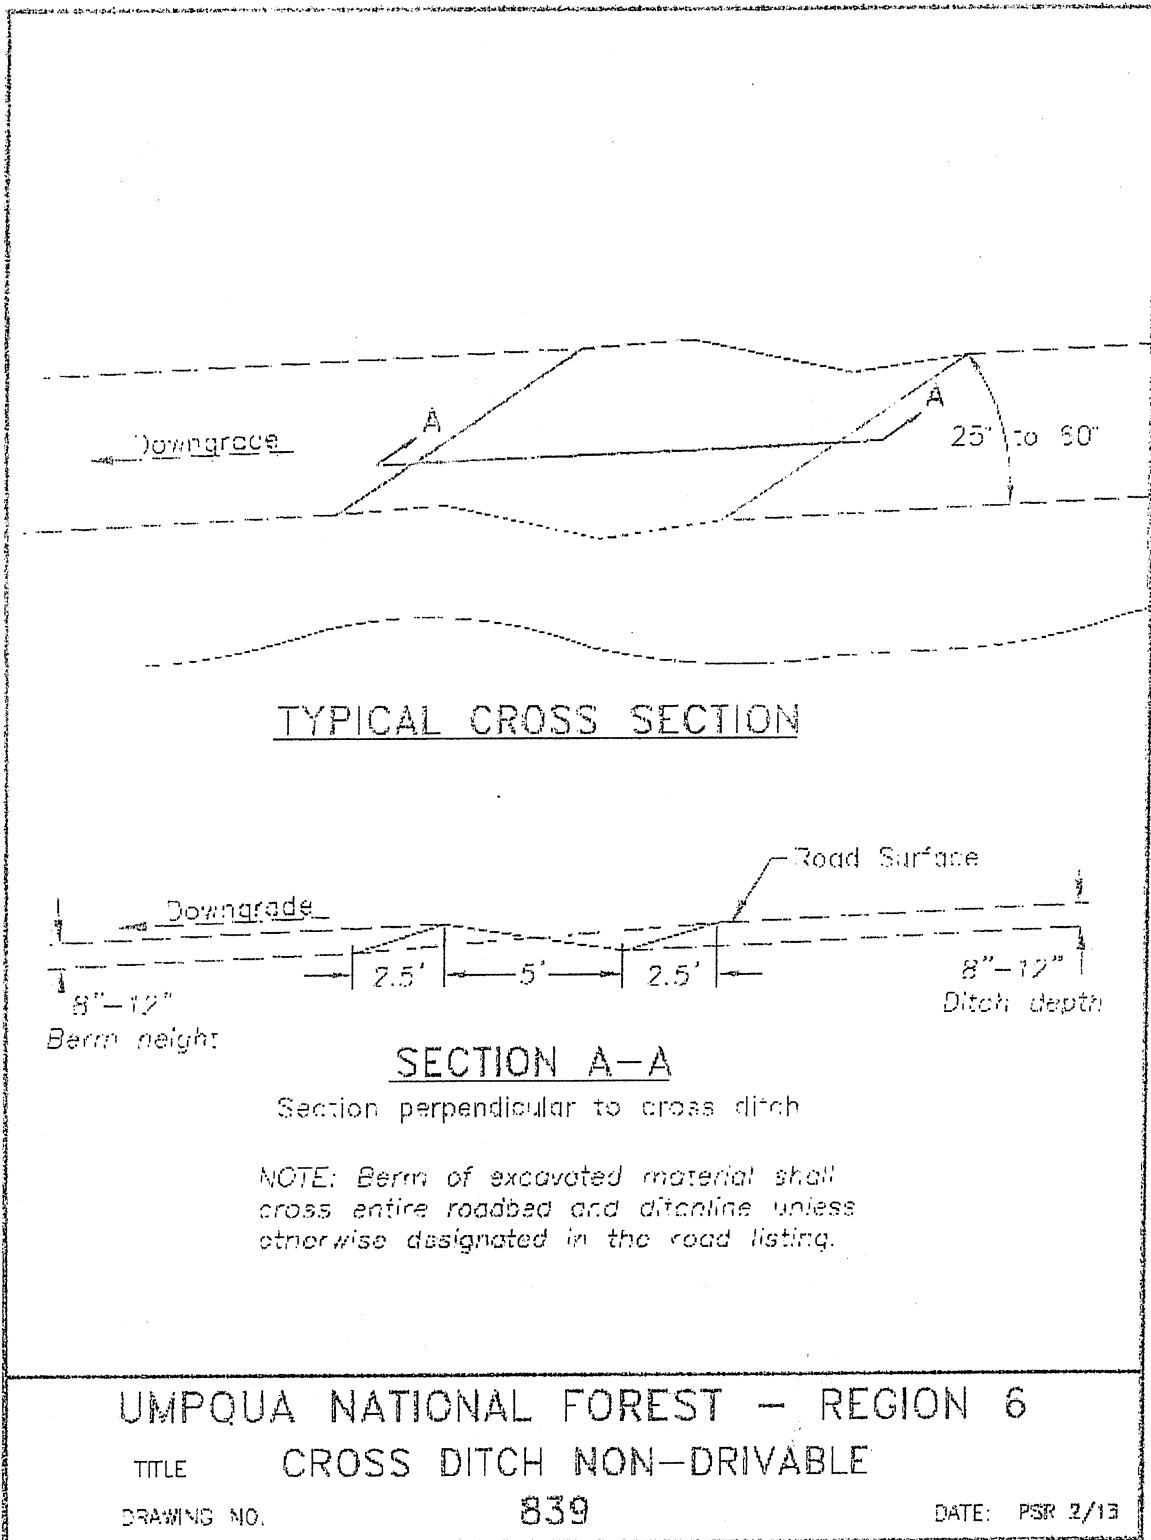 A
A
Downgrade
25° to 60°
TYPICAL CROSS SECTION
Road Surface
Downgrade
2.5' 5' 2.5'
8"-12"
Berm height
8"-12"
Ditch depth
SECTION A-A
Section perpendicular to cross ditch
NOTE: Berm of excavated material shall
cross entire roadbed and ditchline unless
otherwise designated in the road listing.
UMPQUA NATIONAL FOREST - REGION 6
TITLE CROSS DITCH NON-DRIVABLE
DRAWING NO. 839 DATE: PSR 2/13